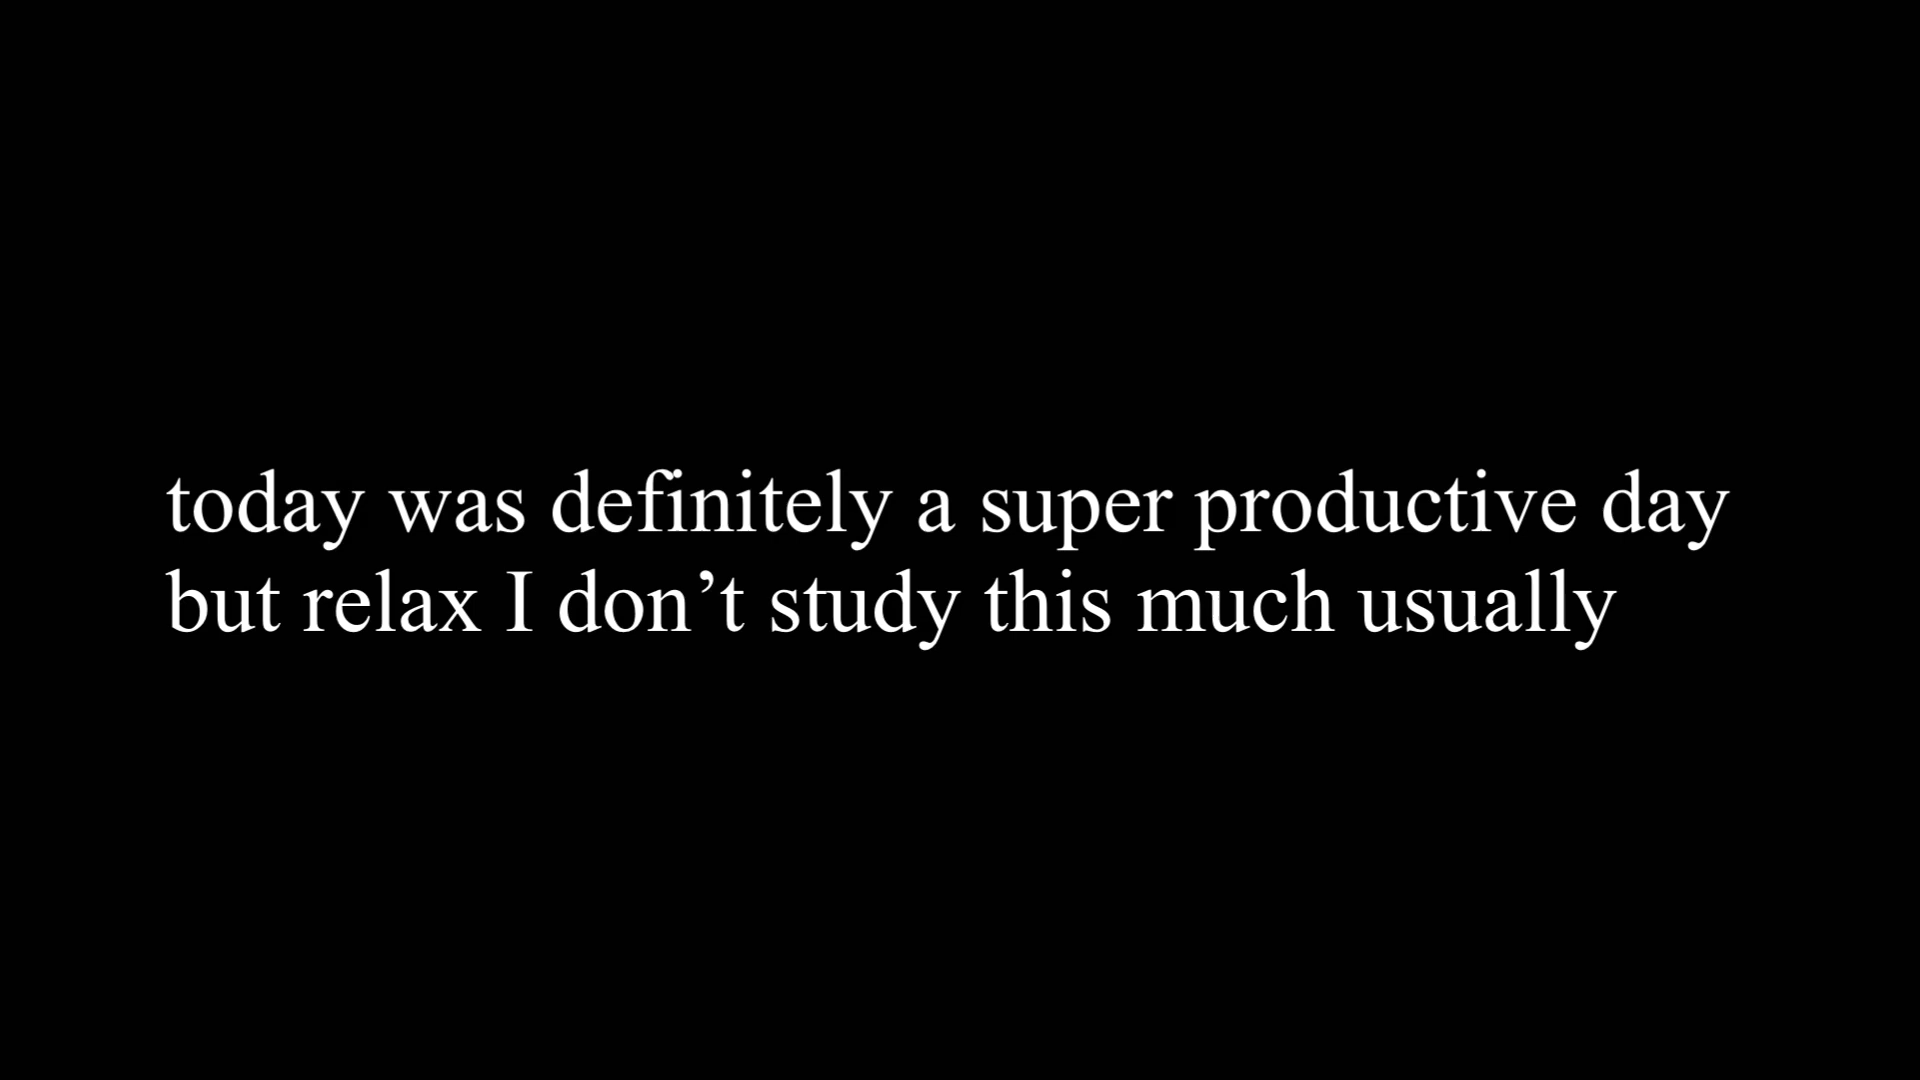 today was definitely a super productive day
but relax I don’t study this much usually